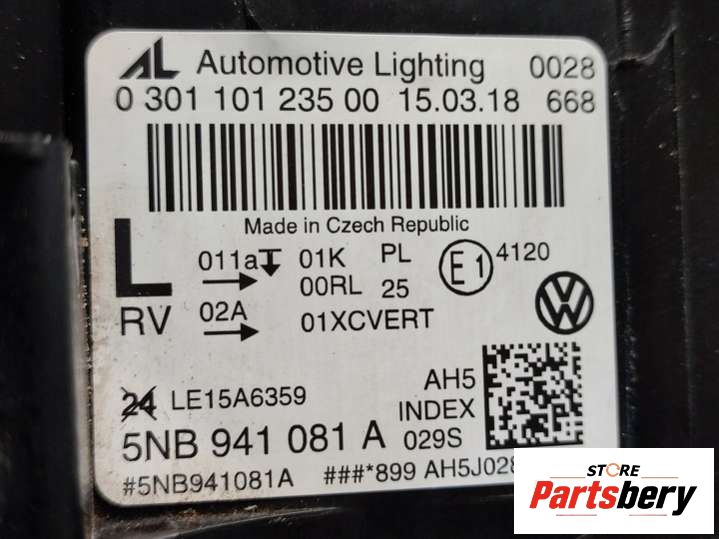 AL Automotive Lighting 0028
0 301 101 235 00 15.03.18 668
Made in Czech Republic
L 011a 01K PL E1 4120
00RL 25
RV 02A 01XCVERT
24 LE15A6359 AH5
INDEX
5NB 941 081 A 029S
#5NB941081A ###*899 AH5J028
STORE
Partsbery